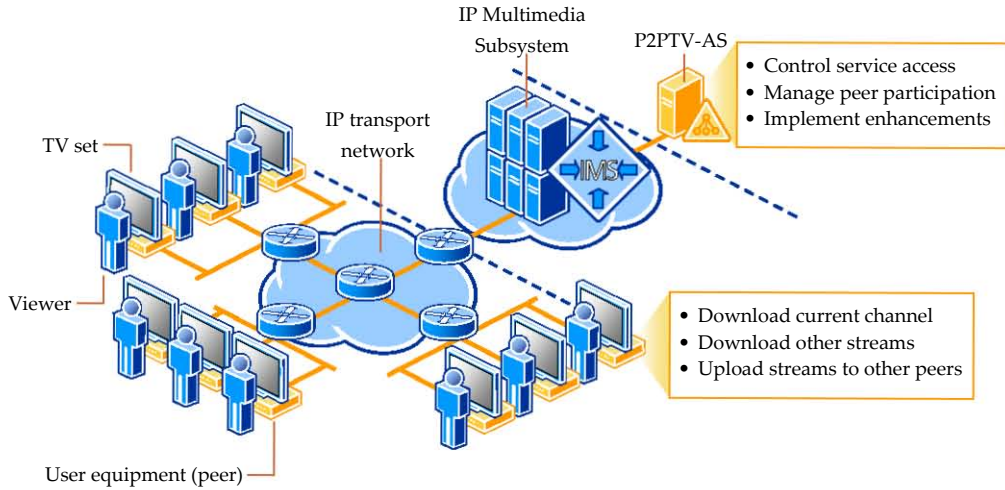 IP Multimedia
Subsystem
P2PTV-AS
• Control service access
• Manage peer participation
• Implement enhancements
IP transport
network
TV set
IMS
Viewer
• Download current channel
• Download other streams
• Upload streams to other peers
User equipment (peer)